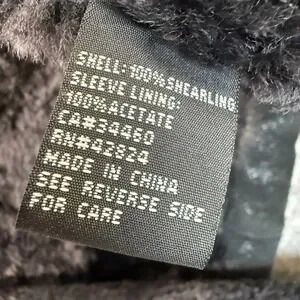 SHELL: 100% SHEARLING
SLEEVE LINING:
100% ACETATE
CA# 34460
RN# 42824
MADE IN CHINA
SEE REVERSE SIDE
FOR CARE